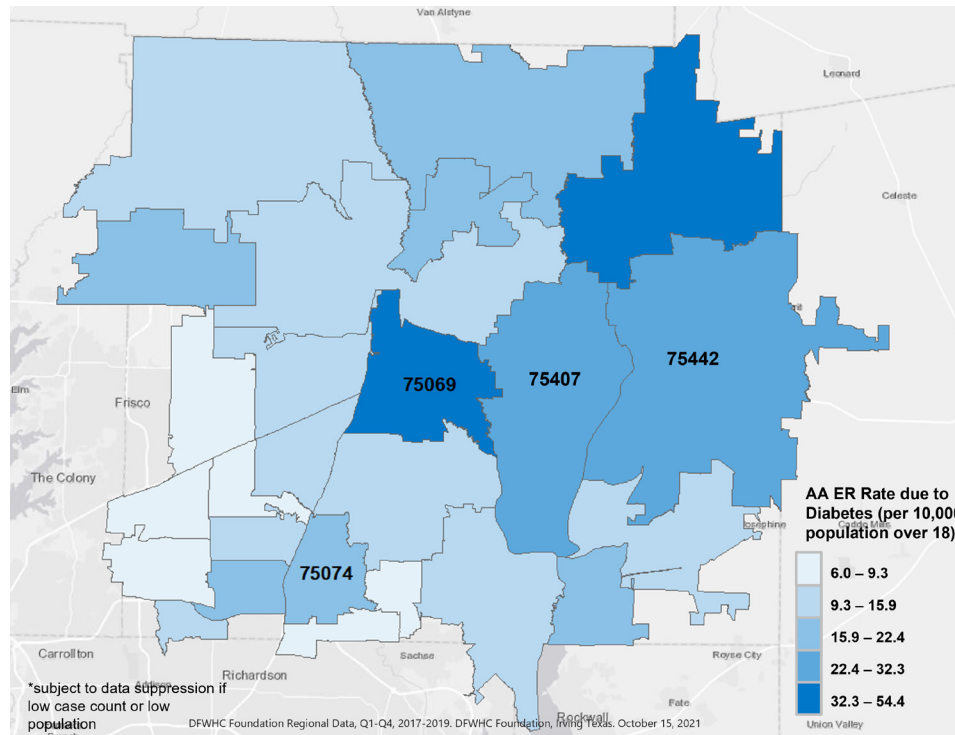 Van Alstyne
Leonard
Celeste
Elm
Frisco
75069
75407
75442
The Colony
AA ER Rate due to
Diabetes (per 10,000
population over 18)
Josephine
Caddo Mills
6.0 – 9.3
9.3 – 15.9
15.9 – 22.4
22.4 – 32.3
32.3 – 54.4
75074
Carrollton
Addison
Richardson
Sachse
Royse City
Rockwall
Fate
Union Valley
*subject to data suppression if
low case count or low
population
DFWHC Foundation Regional Data, Q1-Q4, 2017-2019. DFWHC Foundation, Irving Texas. October 15, 2021